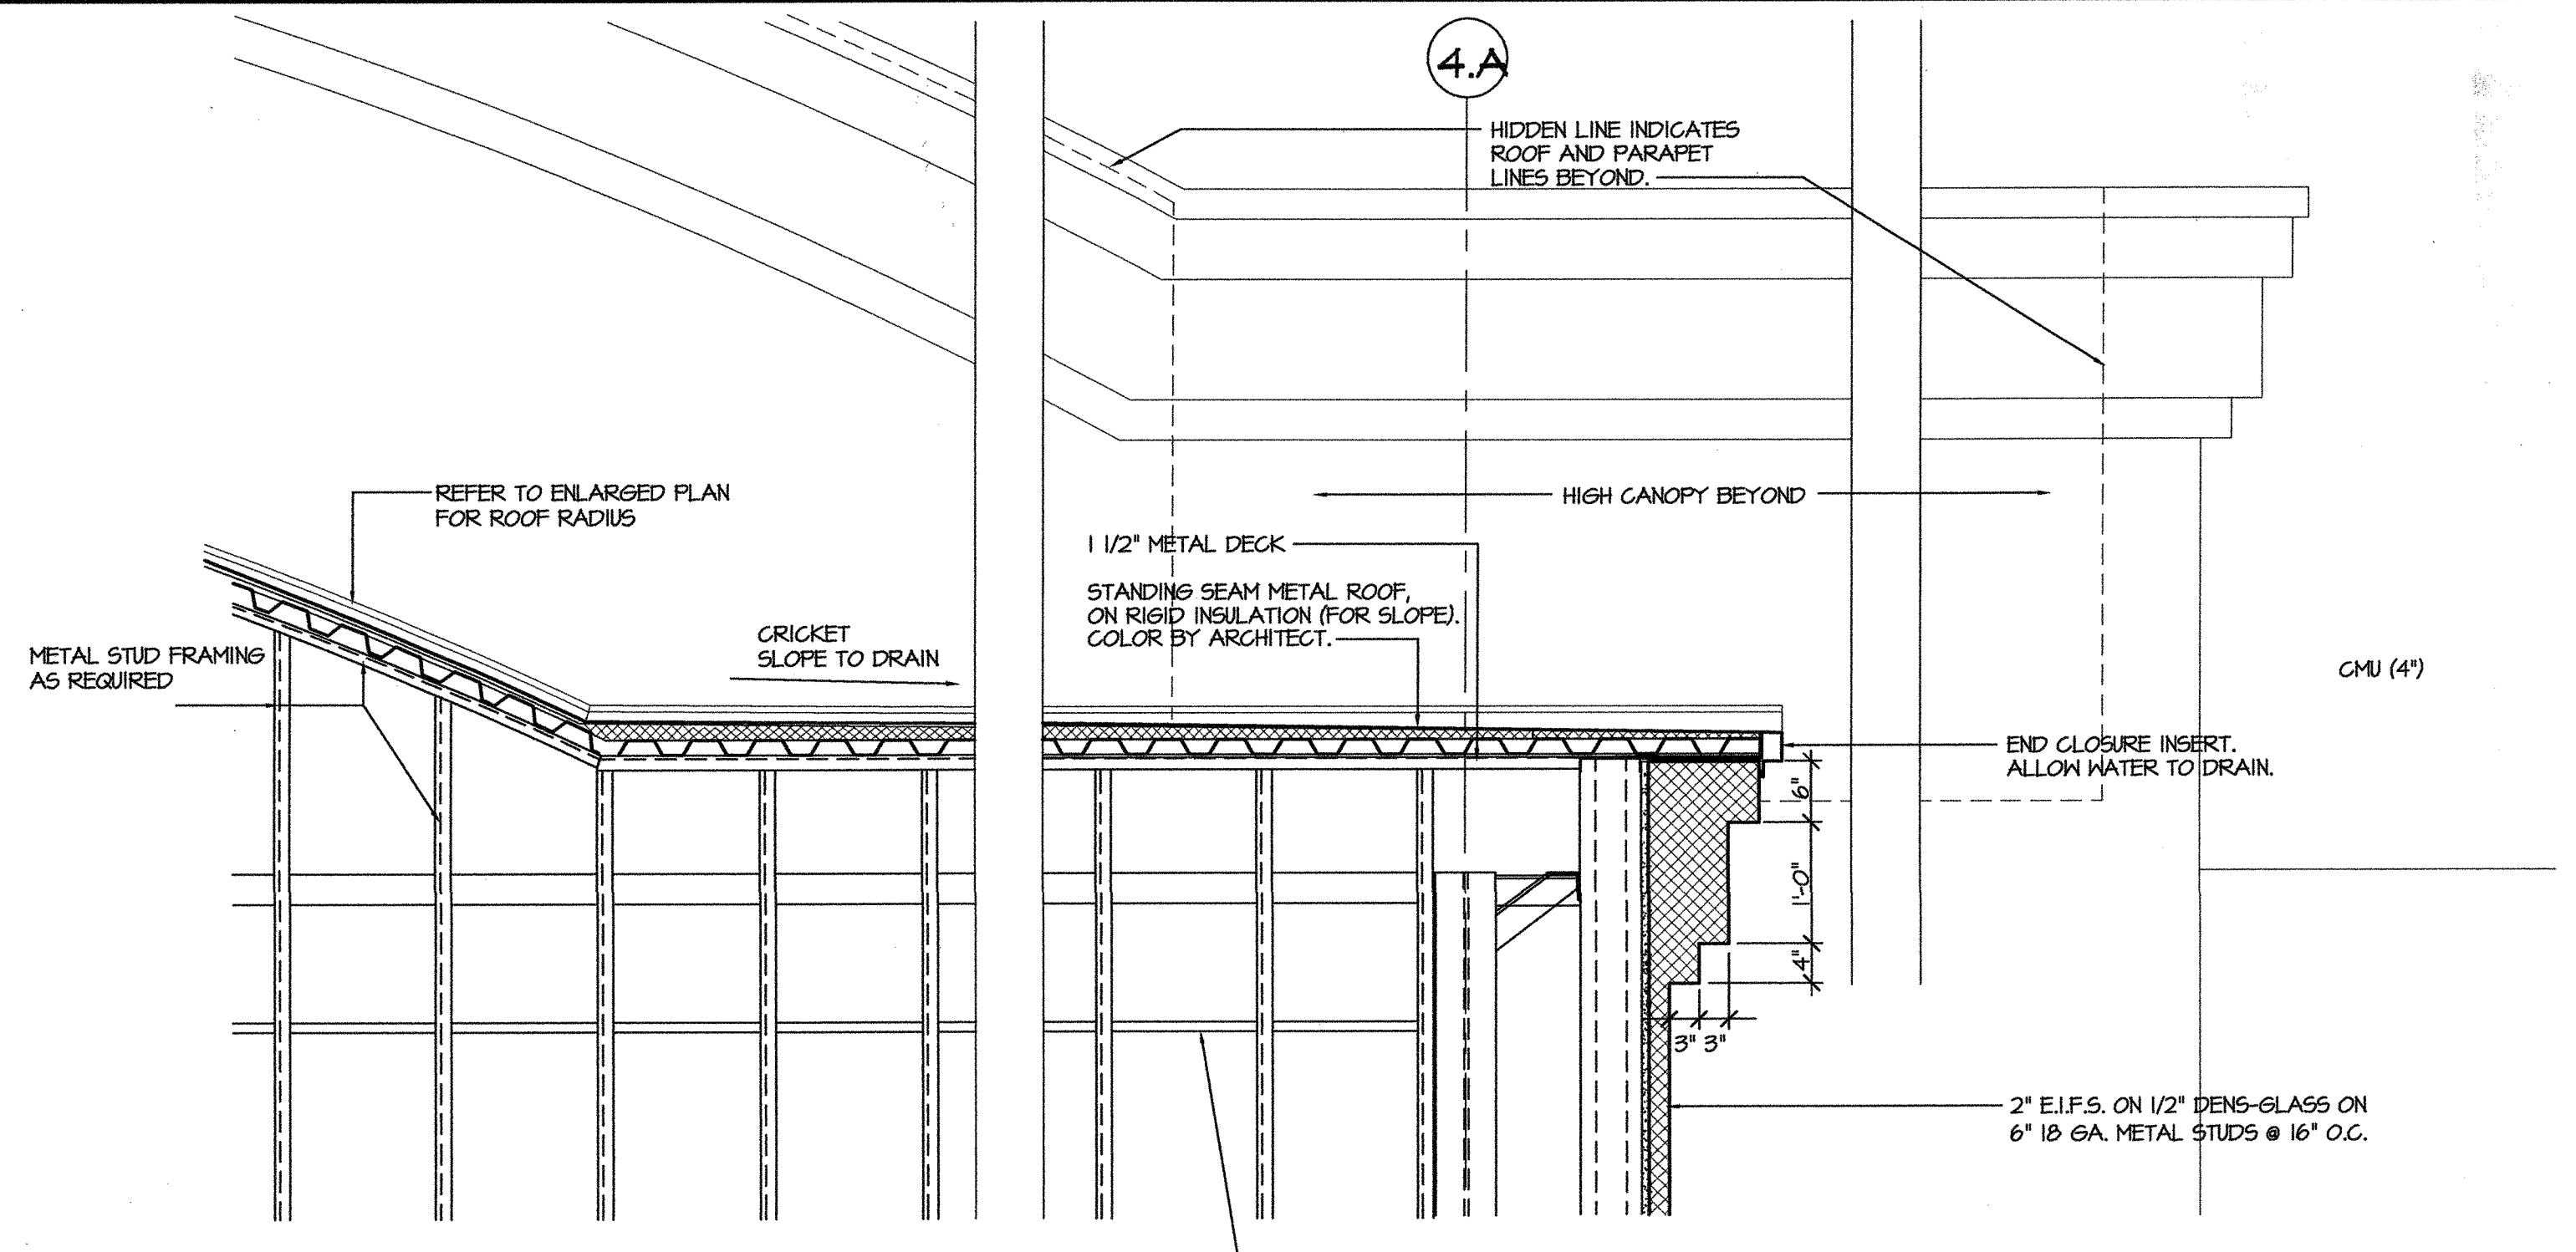 4.A
HIDDEN LINE INDICATES
ROOF AND PARAPET
LINES BEYOND.
REFER TO ENLARGED PLAN
FOR ROOF RADIUS
HIGH CANOPY BEYOND
1 1/2" METAL DECK
STANDING SEAM METAL ROOF,
ON RIGID INSULATION (FOR SLOPE).
COLOR BY ARCHITECT.
CRICKET
SLOPE TO DRAIN
METAL STUD FRAMING
AS REQUIRED
CMU (4")
END CLOSURE INSERT.
ALLOW WATER TO DRAIN.
6"
1'-0"
4"
3" 3"
2" E.I.F.S. ON 1/2" DENS-GLASS ON
6" 18 GA. METAL STUDS @ 16" O.C.